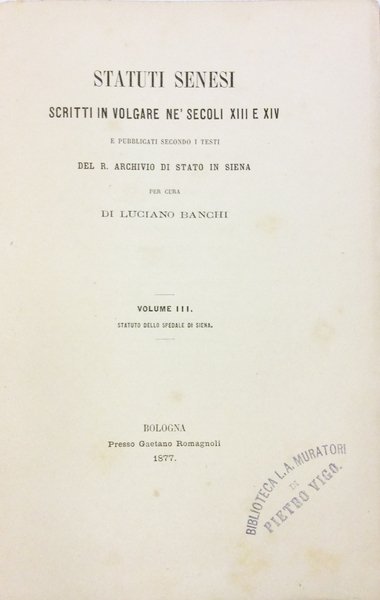 STATUTI SENESI
SCRITTI IN VOLGARE NE' SECOLI XIII E XIV
E PUBBLICATI SECONDO I TESTI
DEL R. ARCHIVIO DI STATO IN SIENA
PER CURA
DI LUCIANO BANCHI
VOLUME III.
STATUTO DELLO SPEDALE DI SIENA.
BOLOGNA
Presso Gaetano Romagnoli
1877.
BIBLIOTECA L. A. MURATORI
DI
PIETRO VIGO.